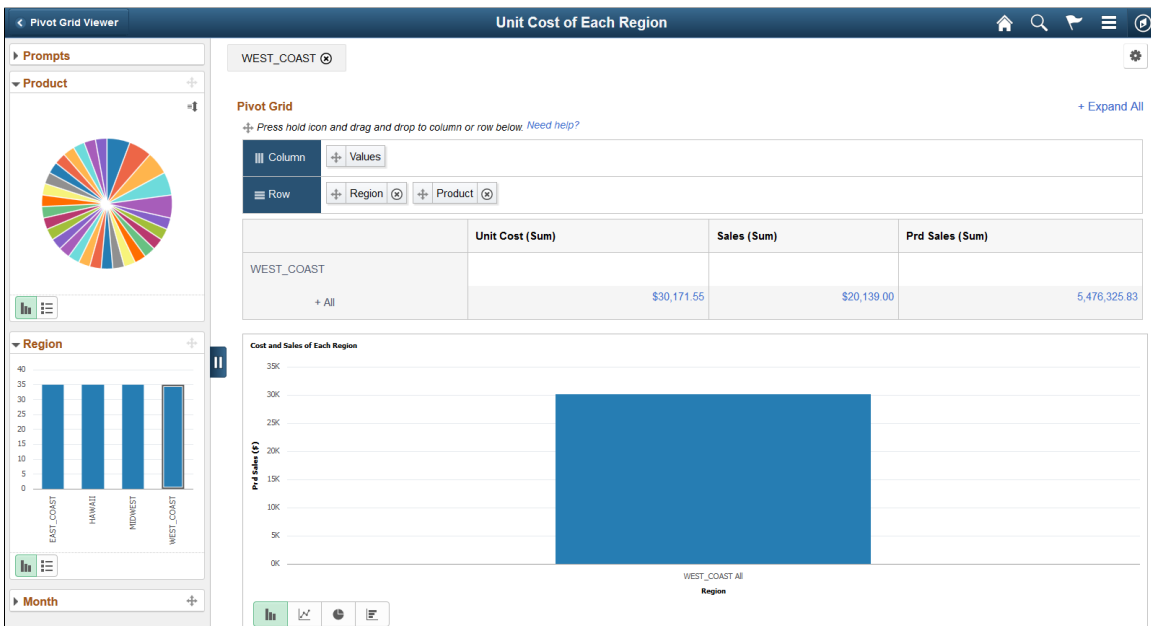 Pivot Grid Viewer
Unit Cost of Each Region
Prompts
Product
Region
40
35
30
25
20
15
10
5
0
EAST_COAST
HAWAII
MIDWEST
WEST_COAST
Month
WEST_COAST
Pivot Grid
+ Expand All
Press hold icon and drag and drop to column or row below. Need help?
Column Values
Row Region Product
Unit Cost (Sum) Sales (Sum) Prd Sales (Sum)
WEST_COAST
+ All $30,171.55 $20,139.00 5,476,325.83
Cost and Sales of Each Region
35K
30K
25K
20K
15K
10K
5K
0K
Prd Sales ($)
WEST_COAST All
Region